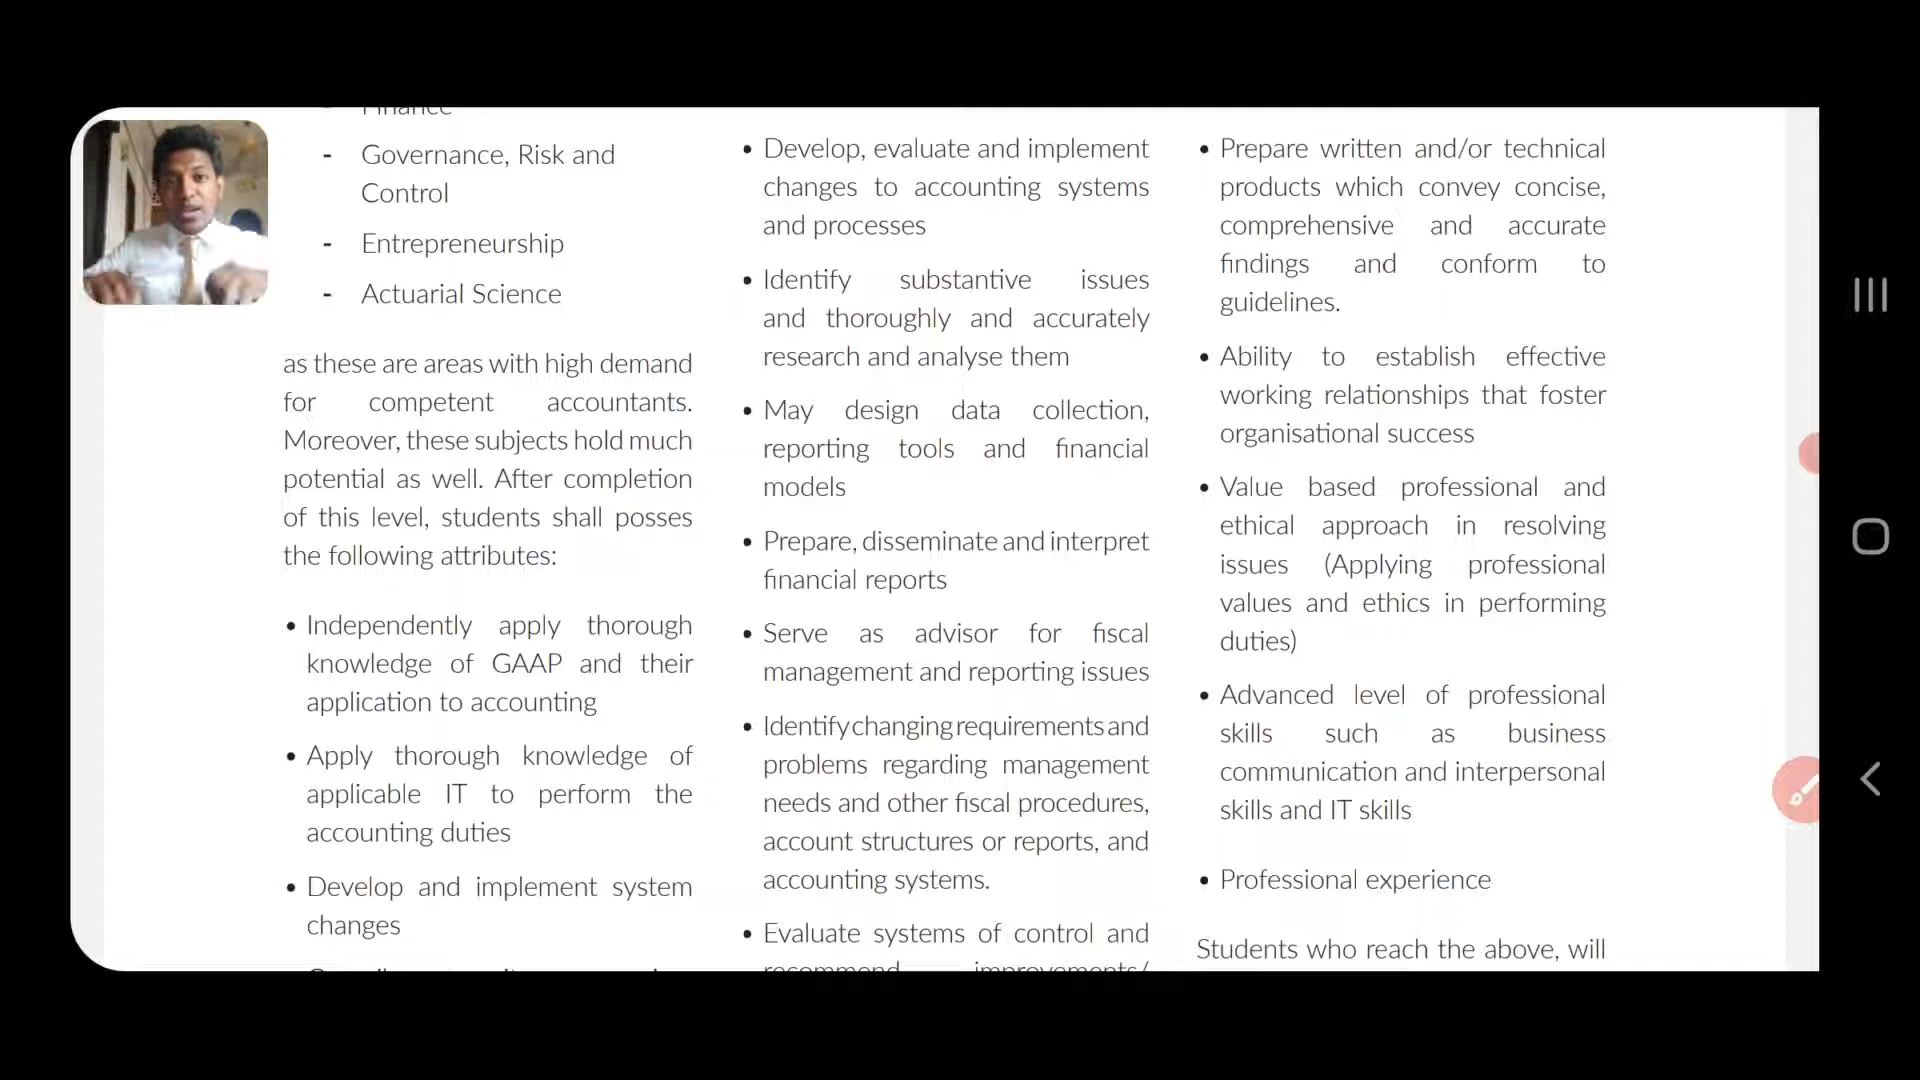 Finance
- Governance, Risk and
Control
- Entrepreneurship
- Actuarial Science
as these are areas with high demand
for competent accountants.
Moreover, these subjects hold much
potential as well. After completion
of this level, students shall posses
the following attributes:
• Independently apply thorough
knowledge of GAAP and their
application to accounting
• Apply thorough knowledge of
applicable IT to perform the
accounting duties
• Develop and implement system
changes
• Develop, evaluate and implement
changes to accounting systems
and processes
• Identify substantive issues
and thoroughly and accurately
research and analyse them
• May design data collection,
reporting tools and financial
models
• Prepare, disseminate and interpret
financial reports
• Serve as advisor for fiscal
management and reporting issues
• Identify changing requirements and
problems regarding management
needs and other fiscal procedures,
account structures or reports, and
accounting systems.
• Evaluate systems of control and
recommend improvements/
• Prepare written and/or technical
products which convey concise,
comprehensive and accurate
findings and conform to
guidelines.
• Ability to establish effective
working relationships that foster
organisational success
• Value based professional and
ethical approach in resolving
issues (Applying professional
values and ethics in performing
duties)
• Advanced level of professional
skills such as business
communication and interpersonal
skills and IT skills
• Professional experience
Students who reach the above, will